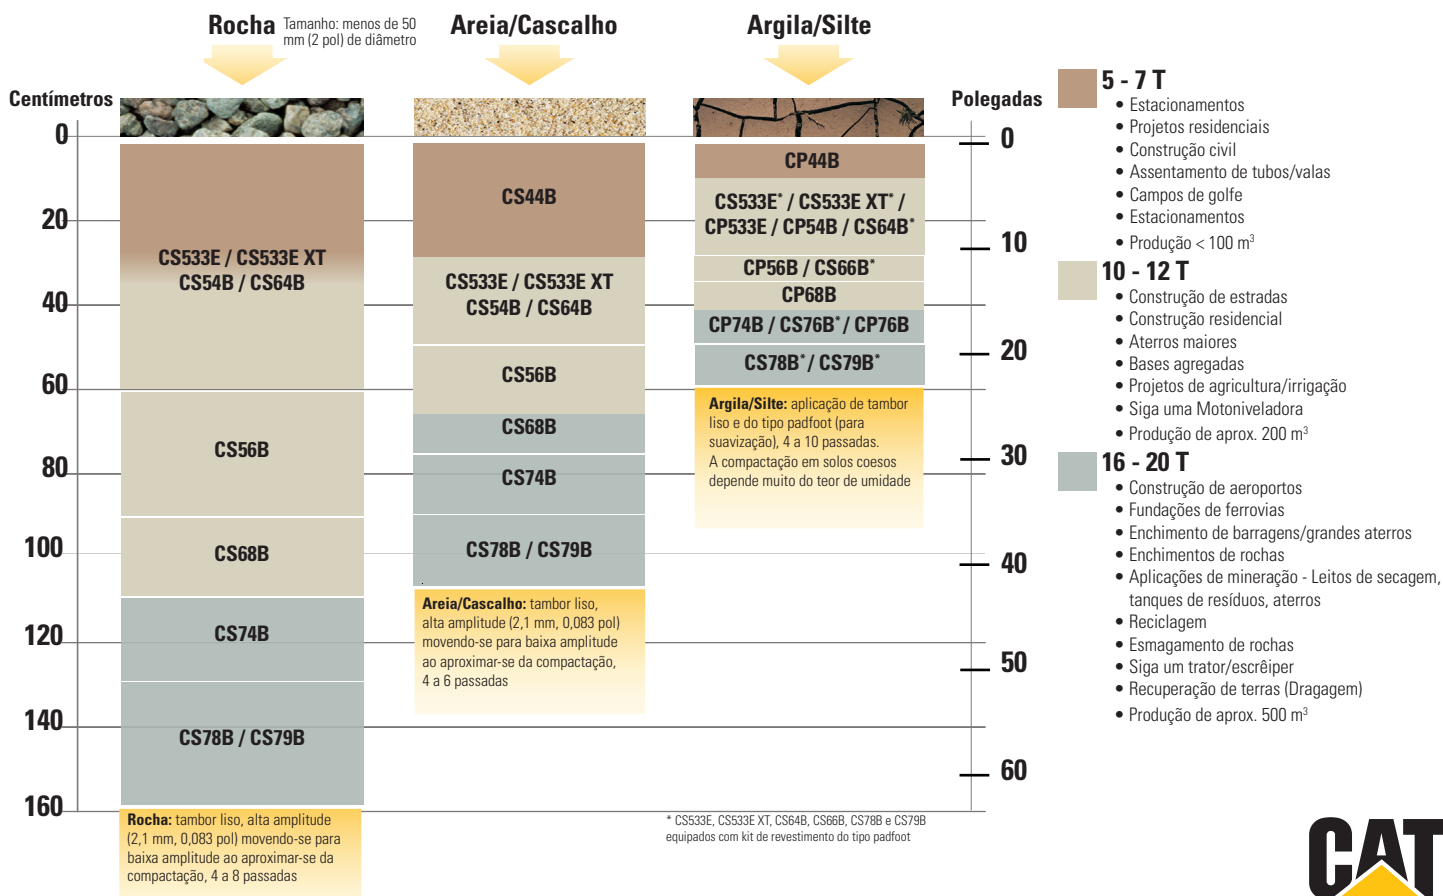 Rocha
Tamanho: menos de 50
mm (2 pol) de diâmetro
Areia/Cascalho
Argila/Silte
Centímetros
0
20
40
60
80
100
120
140
160
CS533E / CS533E XT
CS54B / CS64B
CS56B
CS68B
CS74B
CS78B / CS79B
Rocha: tambor liso, alta amplitude
(2,1 mm, 0,083 pol) movendo-se para
baixa amplitude ao aproximar-se da
compactação, 4 a 8 passadas
CS44B
CS533E / CS533E XT
CS54B / CS64B
CS56B
CS68B
CS74B
CS78B / CS79B
Areia/Cascalho: tambor liso,
alta amplitude (2,1 mm, 0,083 pol)
movendo-se para baixa amplitude
ao aproximar-se da compactação,
4 a 6 passadas
CP44B
CS533E* / CS533E XT* /
CP533E / CP54B / CS64B*
CP56B / CS66B*
CP68B
CP74B / CS76B* / CP76B
CS78B* / CS79B*
Argila/Silte: aplicação de tambor
liso e do tipo padfoot (para
suavização), 4 a 10 passadas.
A compactação em solos coesos
depende muito do teor de umidade
* CS533E, CS533E XT, CS64B, CS66B, CS78B e CS79B
equipados com kit de revestimento do tipo padfoot
Polegadas
0
10
20
30
40
50
60
5 - 7 T
• Estacionamentos
• Projetos residenciais
• Construção civil
• Assentamento de tubos/valas
• Campos de golfe
• Estacionamentos
• Produção < 100 m³
10 - 12 T
• Construção de estradas
• Construção residencial
• Aterros maiores
• Bases agregadas
• Projetos de agricultura/irrigação
• Siga uma Motoniveladora
• Produção de aprox. 200 m³
16 - 20 T
• Construção de aeroportos
• Fundações de ferrovias
• Enchimento de barragens/grandes aterros
• Enchimentos de rochas
• Aplicações de mineração - Leitos de secagem,
tanques de resíduos, aterros
• Reciclagem
• Esmagamento de rochas
• Siga um trator/escrêiper
• Recuperação de terras (Dragagem)
• Produção de aprox. 500 m³
CAT